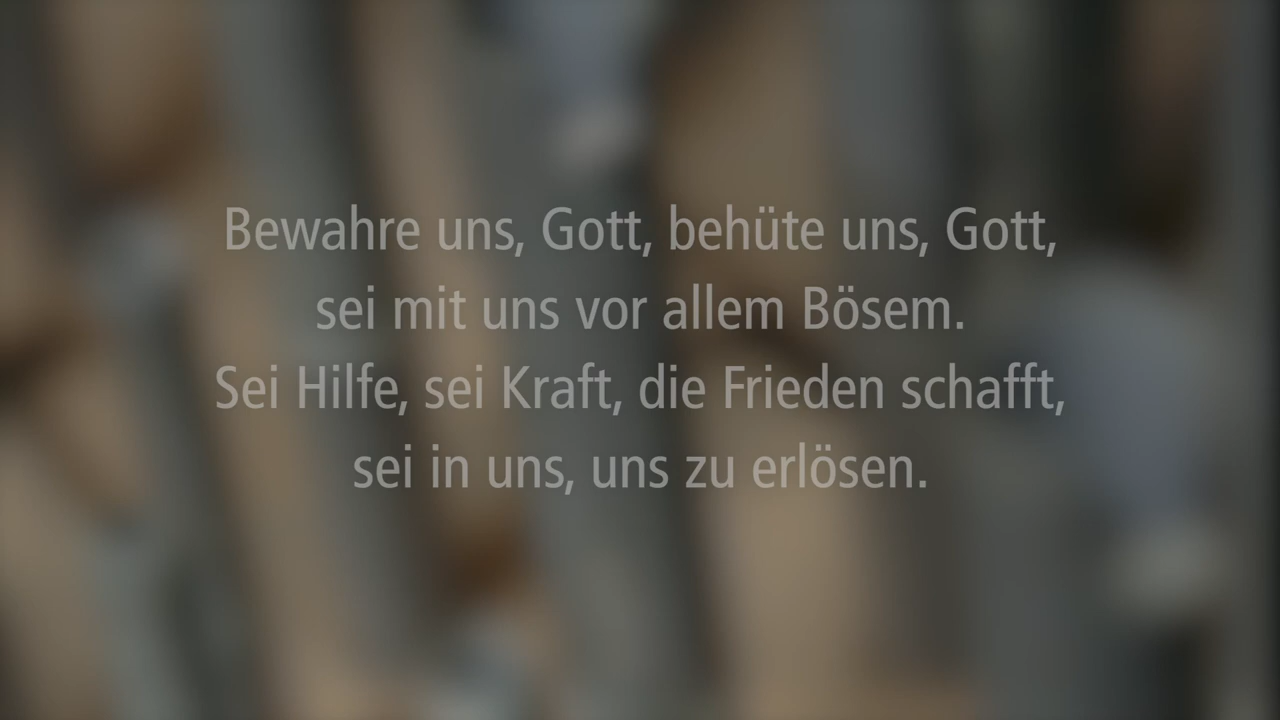 Bewahre uns, Gott, behüte uns, Gott,
sei mit uns vor allem Bösem.
Sei Hilfe, sei Kraft, die Frieden schafft,
sei in uns, uns zu erlösen.